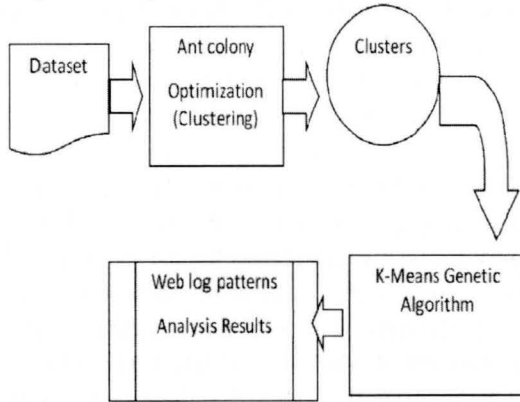 Dataset
Ant colony
Optimization
(Clustering)
Clusters
K-Means Genetic
Algorithm
Web log patterns
Analysis Results